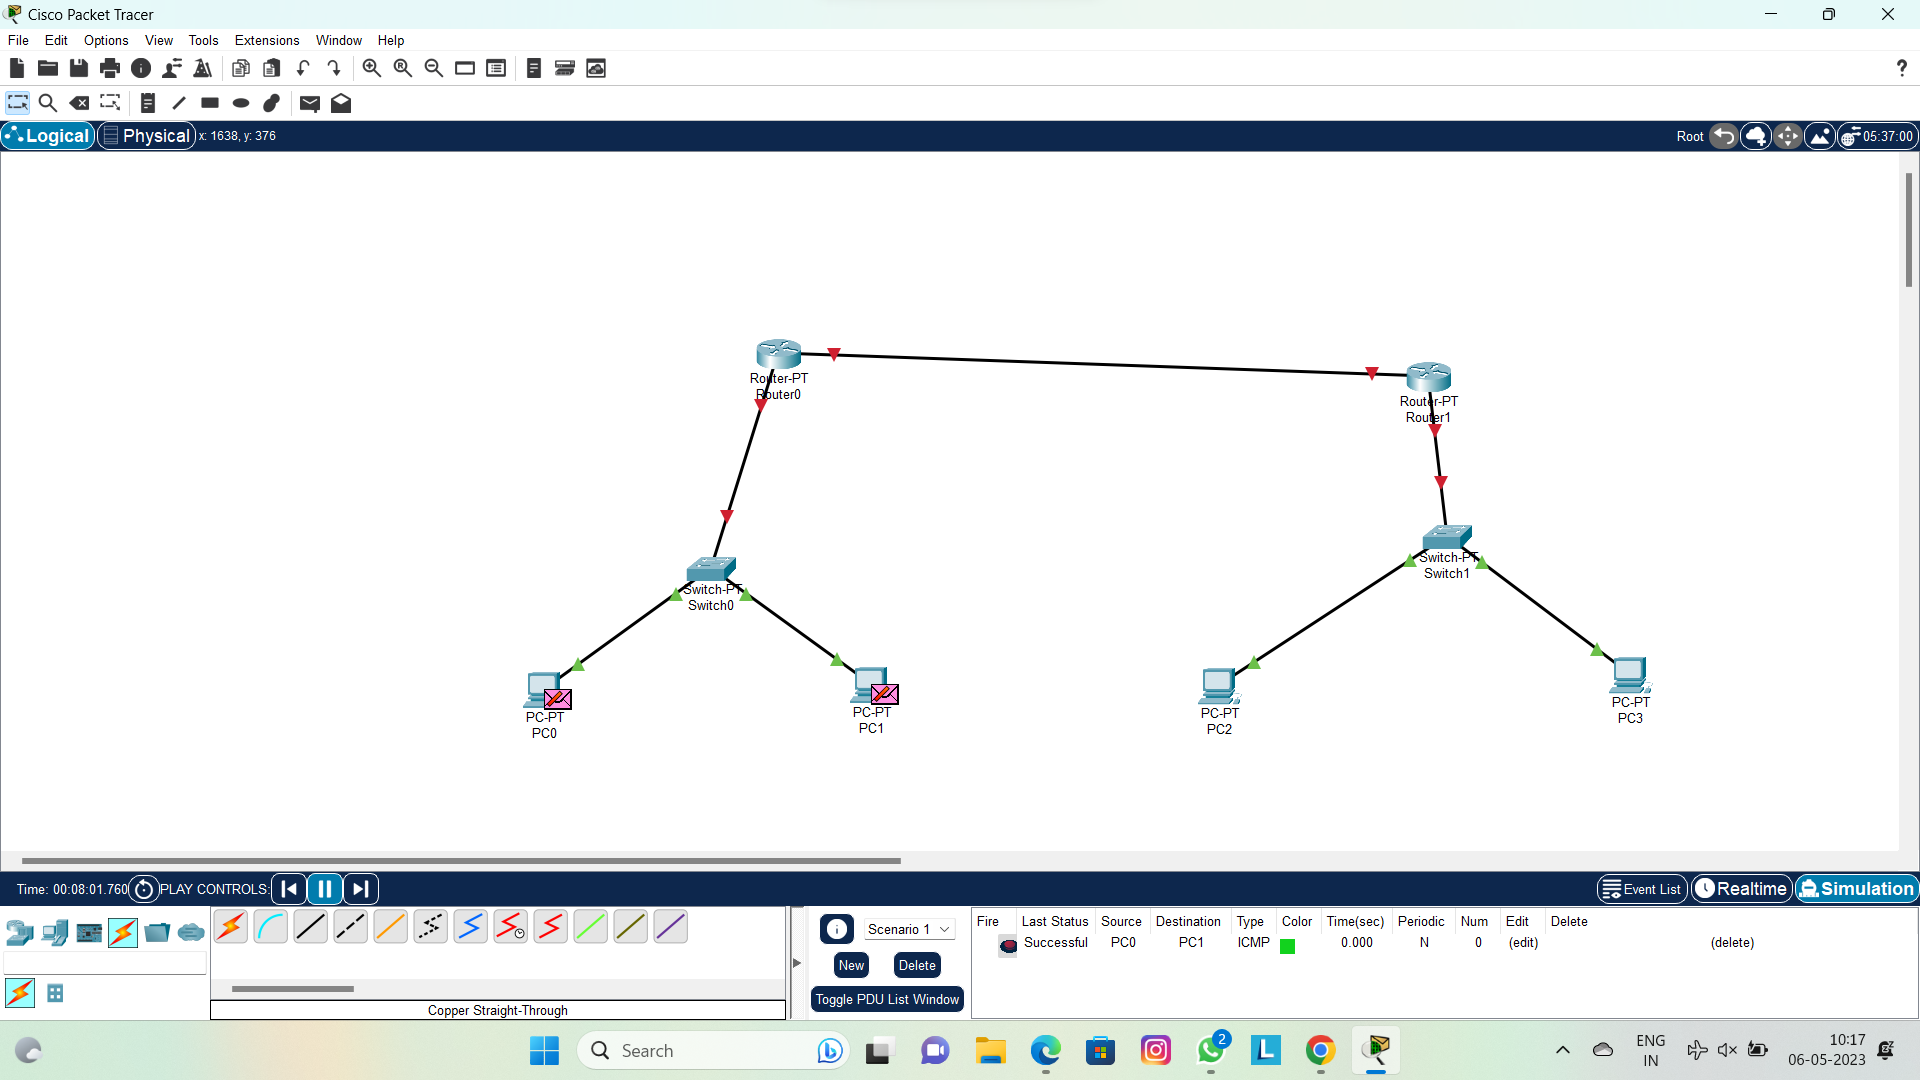 Cisco Packet Tracer
File Edit Options View Tools Extensions Window Help
?
Logical Physical x: 1638, y: 376 Root 05:37:00
Router-PT
Router0
Router-PT
Router1
Switch-PT
Switch0
Switch-PT
Switch1
PC-PT
PC0
PC-PT
PC1
PC-PT
PC2
PC-PT
PC3
Time: 00:08:01.760 PLAY CONTROLS: Event List Realtime Simulation
Copper Straight-Through
Scenario 1
New Delete
Toggle PDU List Window
Fire Last Status Source Destination Type Color Time(sec) Periodic Num Edit Delete
Successful PC0 PC1 ICMP 0.000 N 0 (edit) (delete)
Search
2
ENG
IN
10:17
06-05-2023